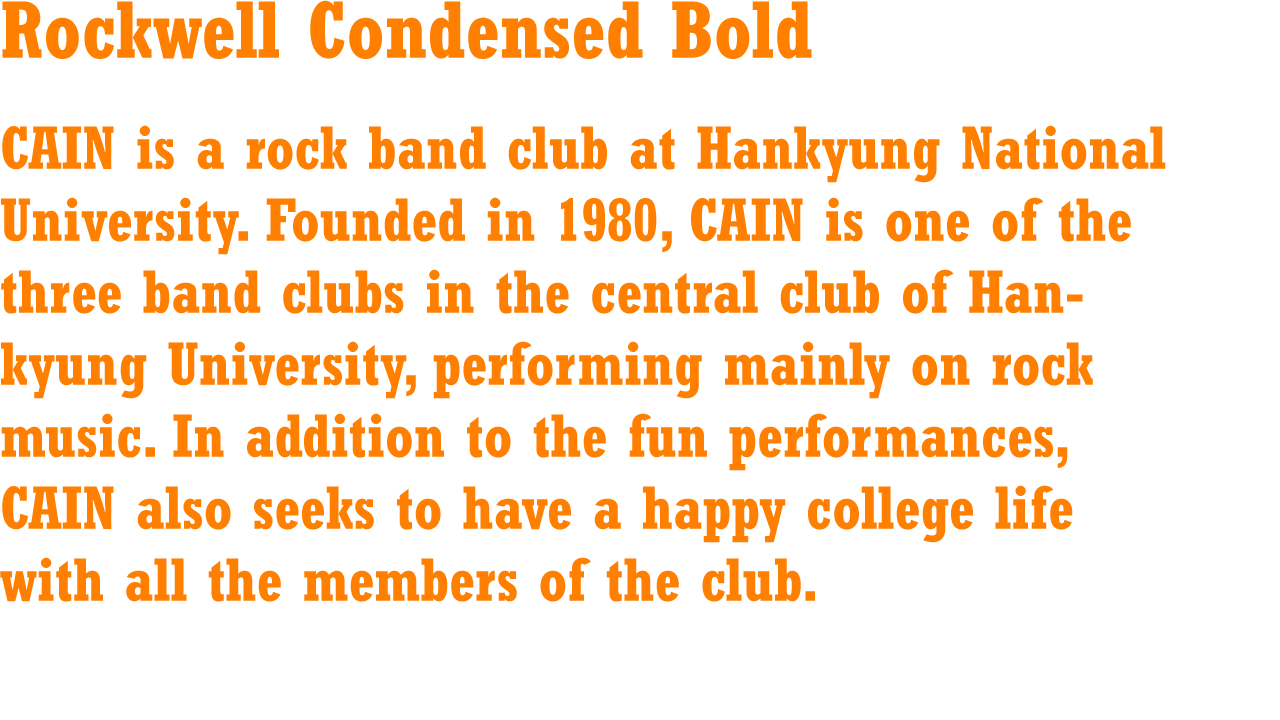 Rockwell Condensed Bold
CAIN is a rock band club at Hankyung National
University. Founded in 1980, CAIN is one of the
three band clubs in the central club of Han-
kyung University, performing mainly on rock
music. In addition to the fun performances,
CAIN also seeks to have a happy college life
with all the members of the club.